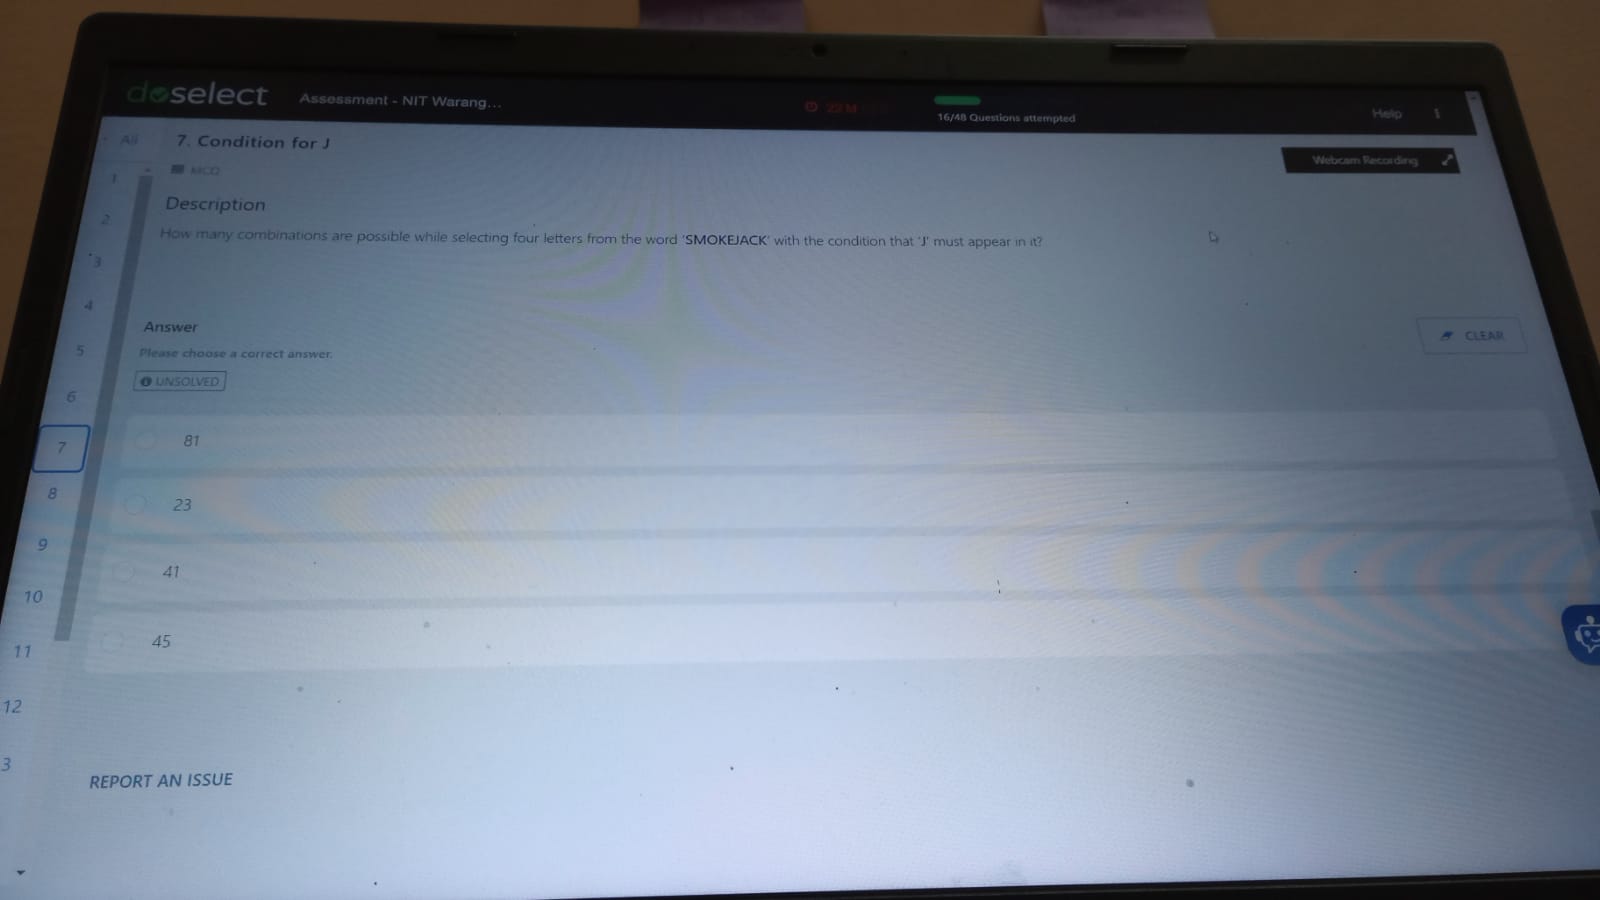 doselect
Assessment - NIT Warang...
22 M
16/48 Questions attempted
Help
All
7. Condition for J
Webcam Recording
MCQ
Description
How many combinations are possible while selecting four letters from the word 'SMOKEJACK' with the condition that 'J' must appear in it?
Answer
Please choose a correct answer.
CLEAR
UNSOLVED
81
23
41
45
1
2
3
4
5
6
7
8
9
10
11
12
3
REPORT AN ISSUE